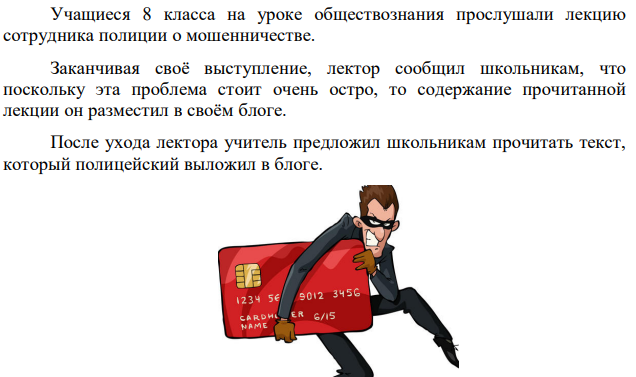 Учащиеся 8 класса на уроке обществознания прослушали лекцию
сотрудника полиции о мошенничестве.
Заканчивая своё выступление, лектор сообщил школьникам, что
поскольку эта проблема стоит очень остро, то содержание прочитанной
лекции он разместил в своём блоге.
После ухода лектора учитель предложил школьникам прочитать текст,
который полицейский выложил в блоге.
1234 56 9012 3456
6/15
NAME